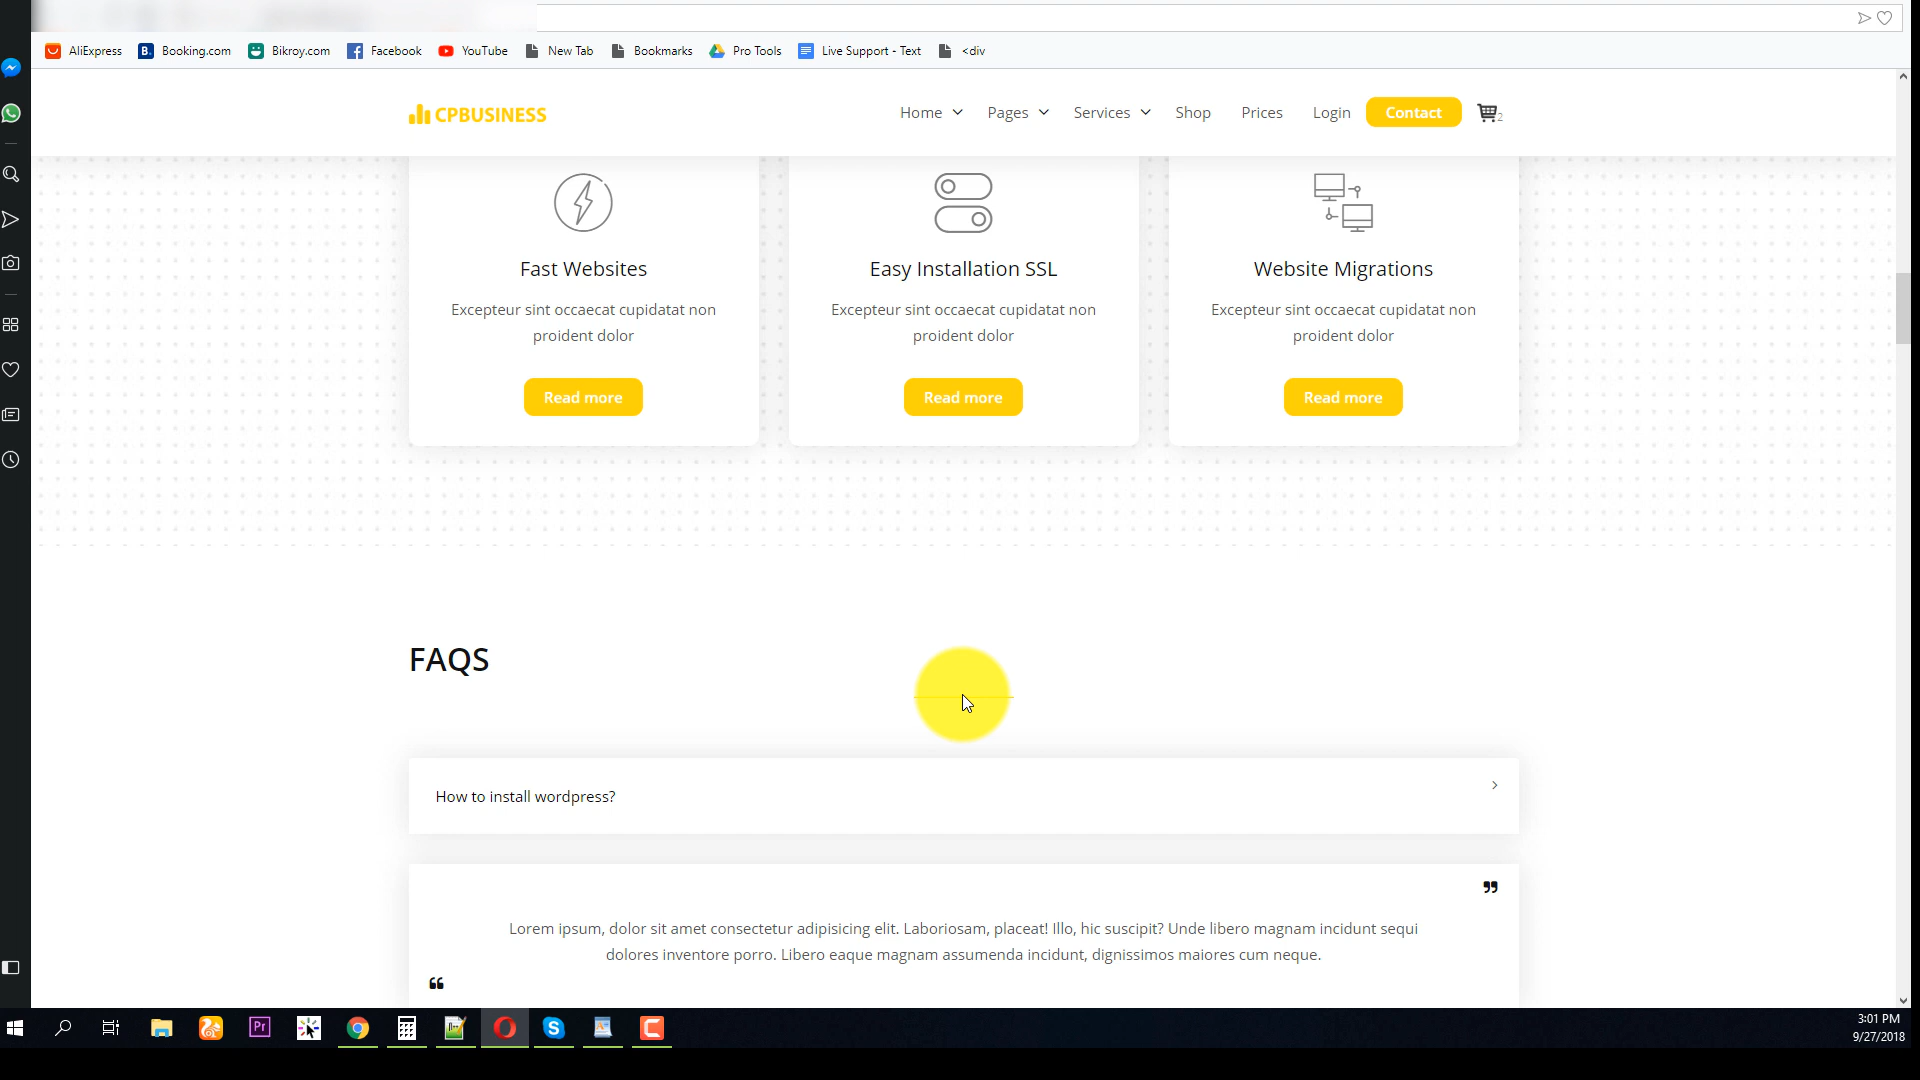 AliExpress Booking.com Bikroy.com Facebook YouTube New Tab Bookmarks Pro Tools Live Support - Text <div
CPBUSINESS Home Pages Services Shop Prices Login Contact 2
Fast Websites
Excepteur sint occaecat cupidatat non
proident dolor
Read more
Easy Installation SSL
Excepteur sint occaecat cupidatat non
proident dolor
Read more
Website Migrations
Excepteur sint occaecat cupidatat non
proident dolor
Read more
FAQS
How to install wordpress?
Lorem ipsum, dolor sit amet consectetur adipisicing elit. Laboriosam, placeat! Illo, hic suscipit? Unde libero magnam incidunt sequi
dolores inventore porro. Libero eaque magnam assumenda incidunt, dignissimos maiores cum neque.
3:01 PM
9/27/2018